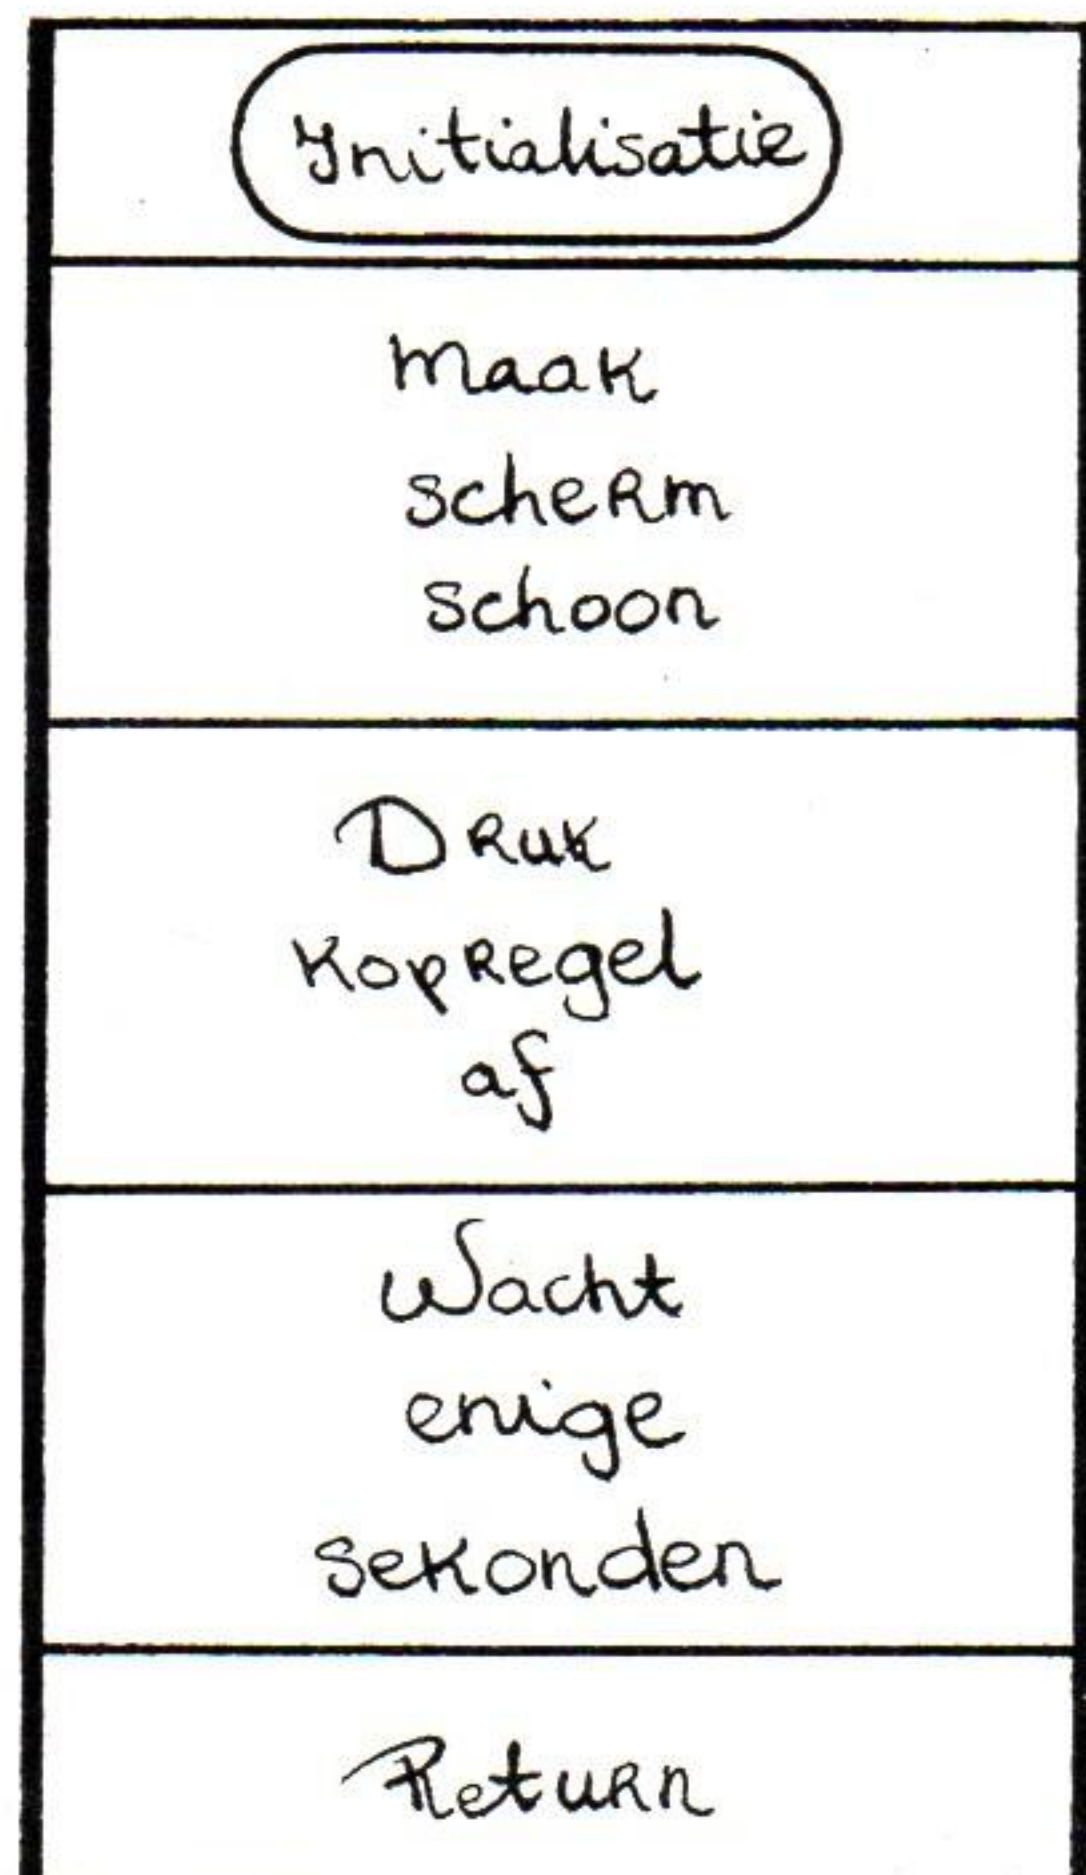 Initialisatie
Maak
scherm
schoon
Druk
kopregel
af
Wacht
enige
sekonden
Return